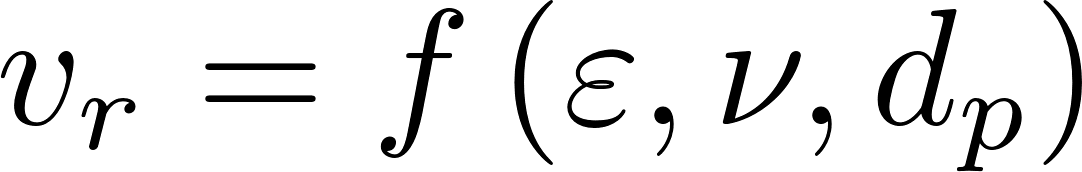 v_r = f (ε, ν, d_p)